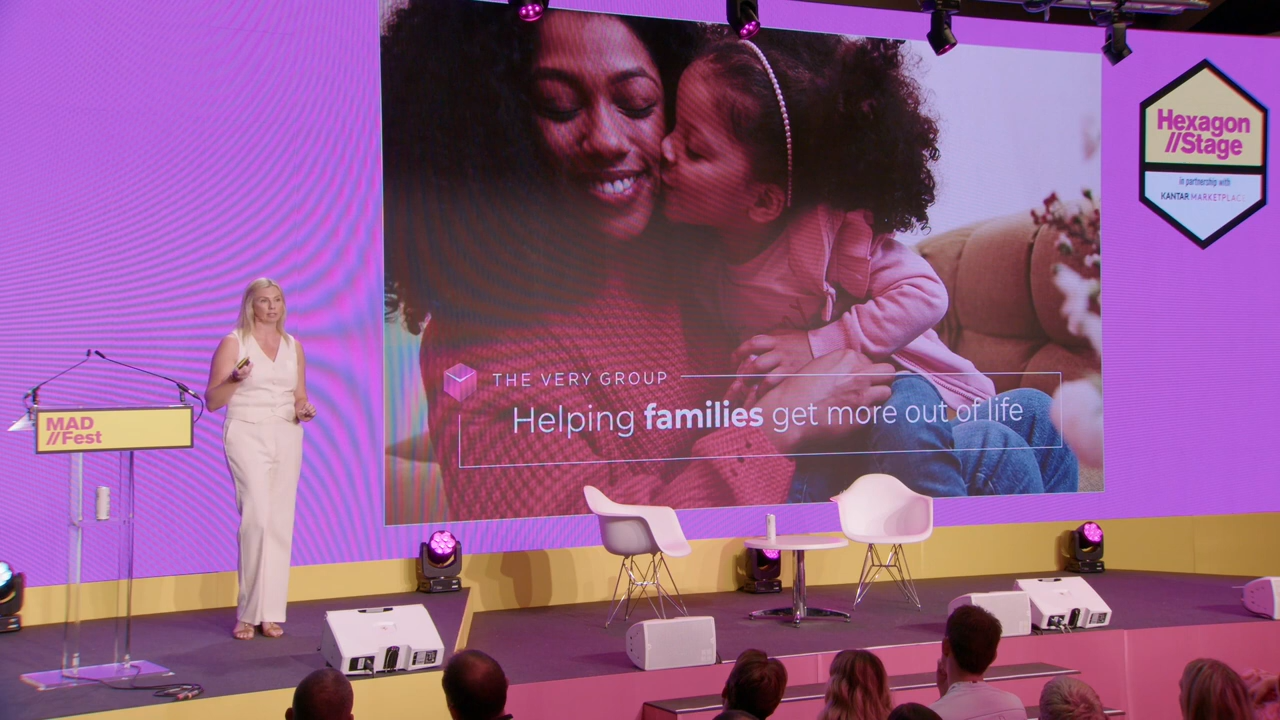 Hexagon
//Stage
in partnership with
KANTAR MARKETPLACE
THE VERY GROUP
Helping families get more out of life
MAD
//Fest